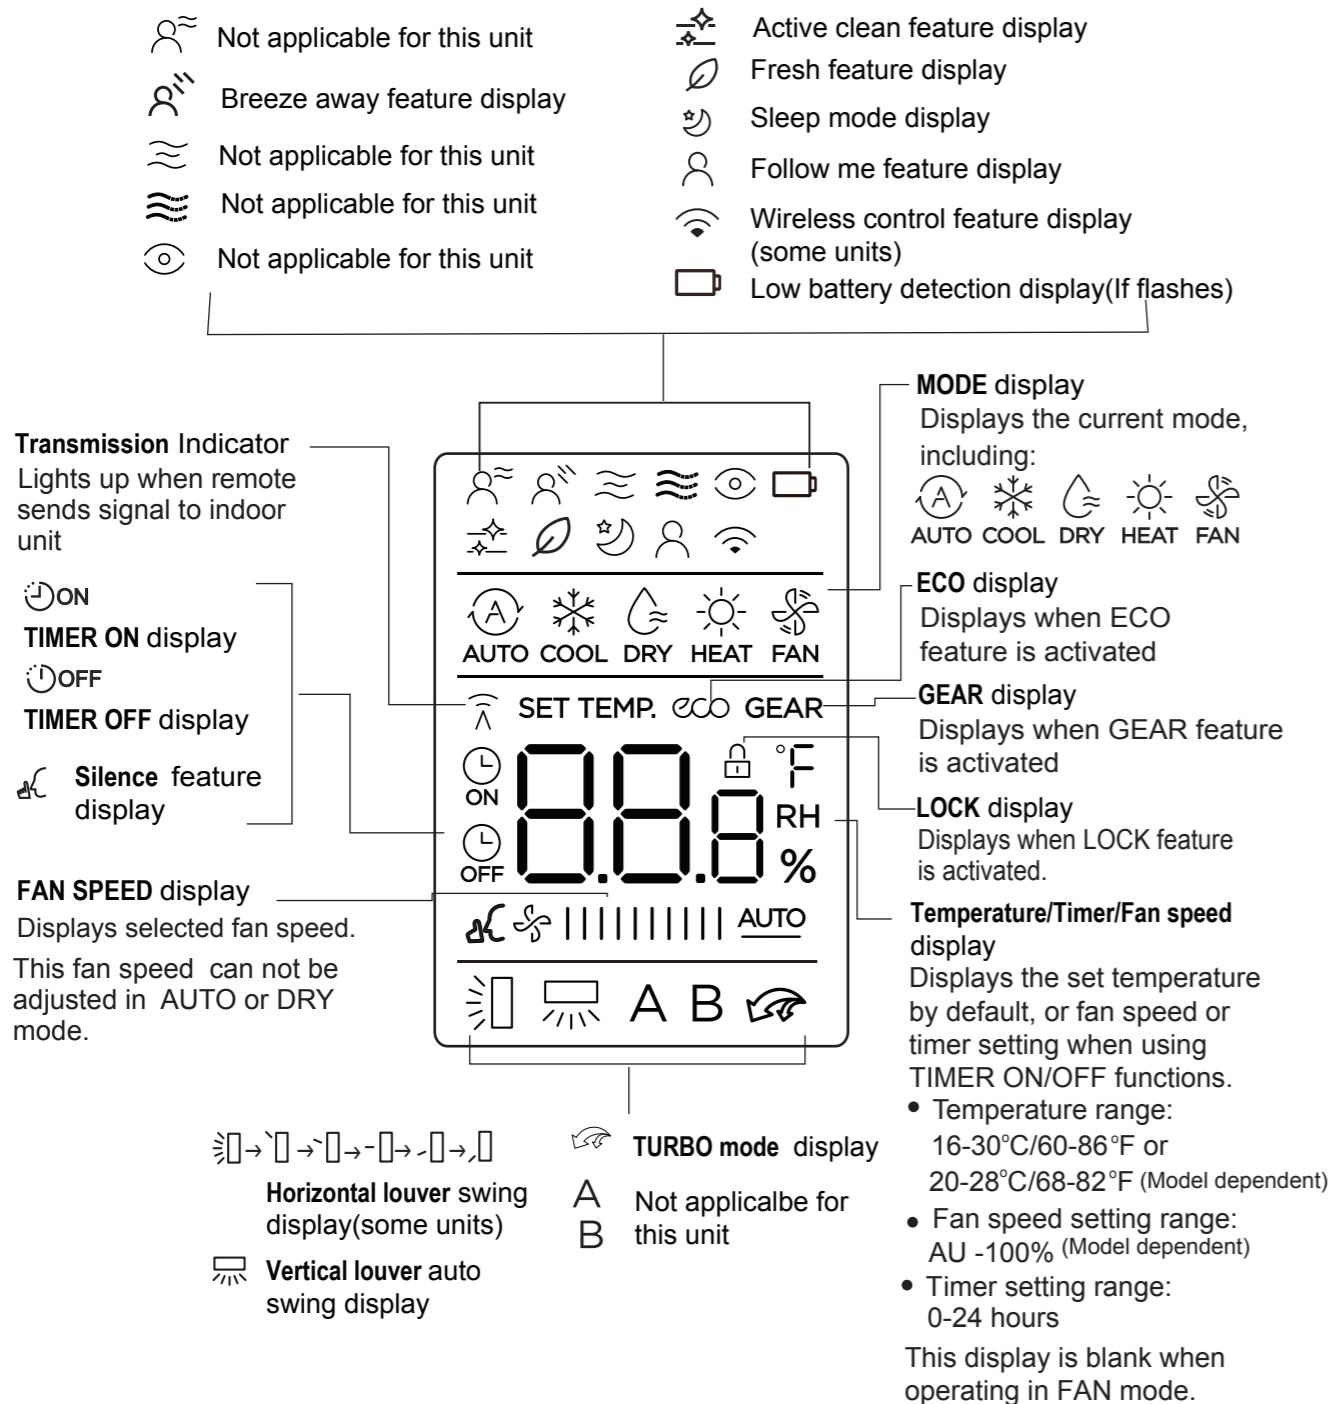 Not applicable for this unit
Breeze away feature display
Not applicable for this unit
Not applicable for this unit
Not applicable for this unit
Active clean feature display
Fresh feature display
Sleep mode display
Follow me feature display
Wireless control feature display
(some units)
Low battery detection display(If flashes)
Transmission Indicator
Lights up when remote
sends signal to indoor
unit
ON
TIMER ON display
OFF
TIMER OFF display
Silence feature
display
FAN SPEED display
Displays selected fan speed.
This fan speed can not be
adjusted in AUTO or DRY
mode.
A
AUTO COOL DRY HEAT FAN
SET TEMP. eco GEAR
ON
OFF
88.8.
°F
RH
%
AUTO
A B
MODE display
Displays the current mode,
including:
A
AUTO COOL DRY HEAT FAN
ECO display
Displays when ECO
feature is activated
GEAR display
Displays when GEAR feature
is activated
LOCK display
Displays when LOCK feature
is activated.
Temperature/Timer/Fan speed
display
Displays the set temperature
by default, or fan speed or
timer setting when using
TIMER ON/OFF functions.
• Temperature range:
16-30°C/60-86°F or
20-28°C/68-82°F (Model dependent)
• Fan speed setting range:
AU -100% (Model dependent)
• Timer setting range:
0-24 hours
This display is blank when
operating in FAN mode.
Horizontal louver swing
display(some units)
Vertical louver auto
swing display
TURBO mode display
A
B
Not applicalbe for
this unit